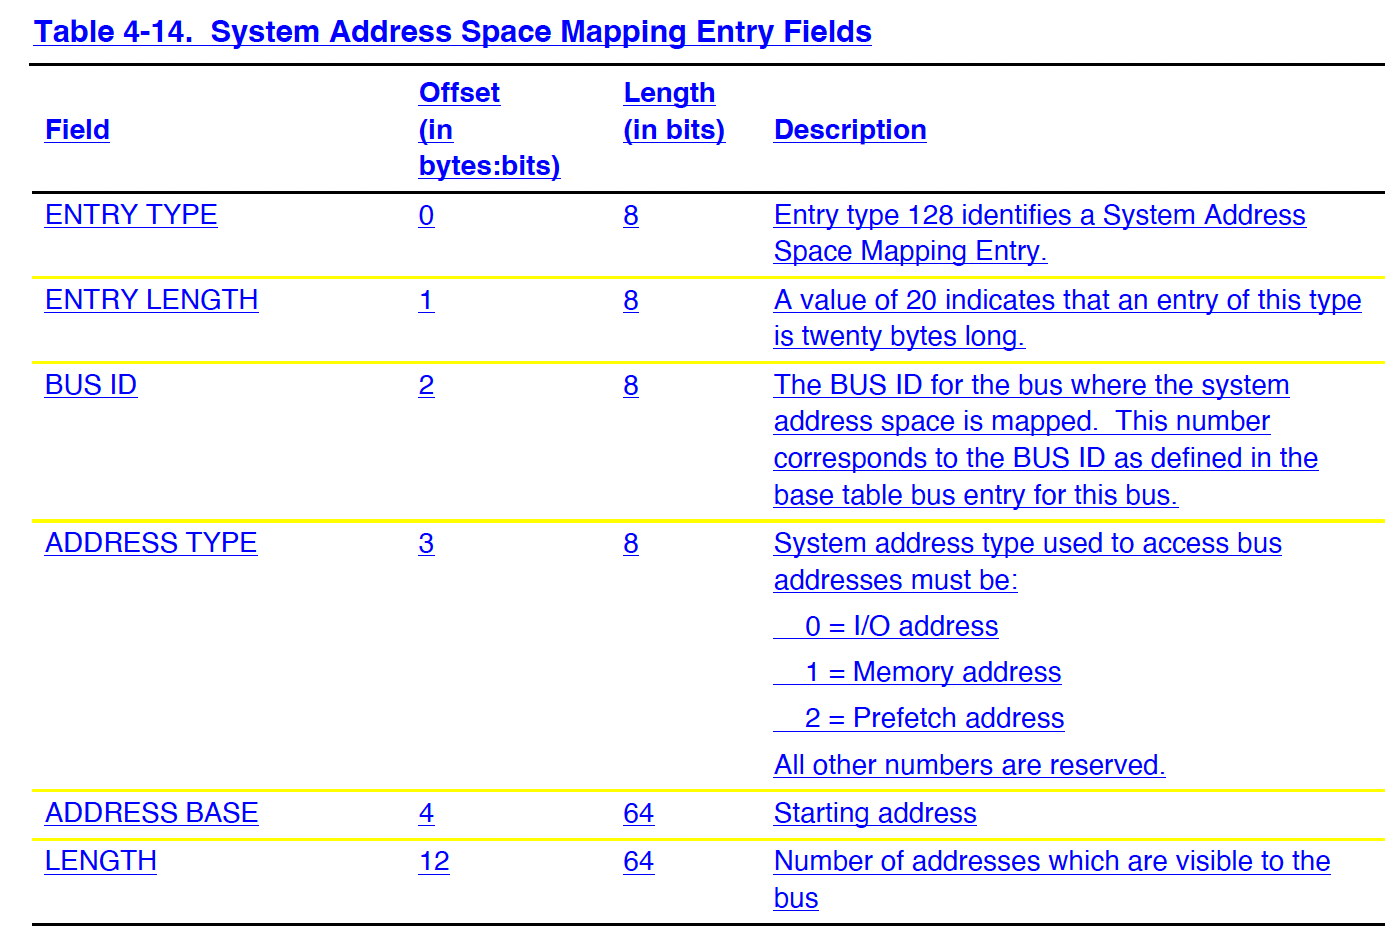 Table 4-14.  System Address Space Mapping Entry Fields
Field
Offset
(in
bytes:bits)
Length
(in bits)
Description
ENTRY TYPE
0
8
Entry type 128 identifies a System Address
Space Mapping Entry.
ENTRY LENGTH
1
8
A value of 20 indicates that an entry of this type
is twenty bytes long.
BUS ID
2
8
The BUS ID for the bus where the system
address space is mapped.  This number
corresponds to the BUS ID as defined in the
base table bus entry for this bus.
ADDRESS TYPE
3
8
System address type used to access bus
addresses must be:
0 = I/O address
1 = Memory address
2 = Prefetch address
All other numbers are reserved.
ADDRESS BASE
4
64
Starting address
LENGTH
12
64
Number of addresses which are visible to the
bus